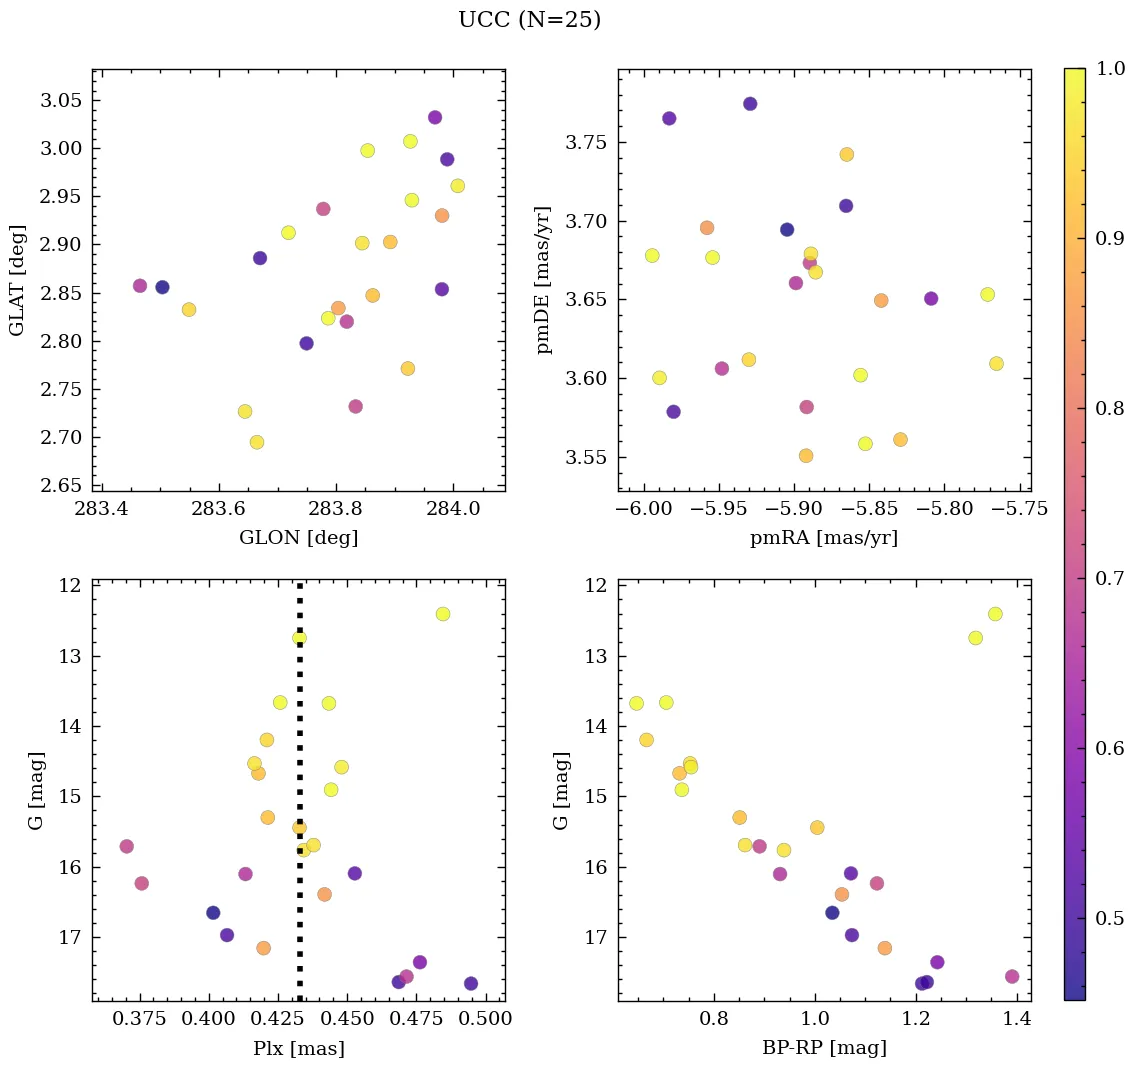 UCC (N=25)
3.05
3.00
2.95
2.90
2.85
2.80
2.75
2.70
2.65
GLAT [deg]
283.4 283.6 283.8 284.0
GLON [deg]
3.75
3.70
3.65
3.60
3.55
pmDE [mas/yr]
−6.00 −5.95 −5.90 −5.85 −5.80 −5.75
pmRA [mas/yr]
1.0
0.9
0.8
0.7
0.6
0.5
12
13
14
15
16
17
G [mag]
0.375 0.400 0.425 0.450 0.475 0.500
Plx [mas]
12
13
14
15
16
17
G [mag]
0.8 1.0 1.2 1.4
BP-RP [mag]